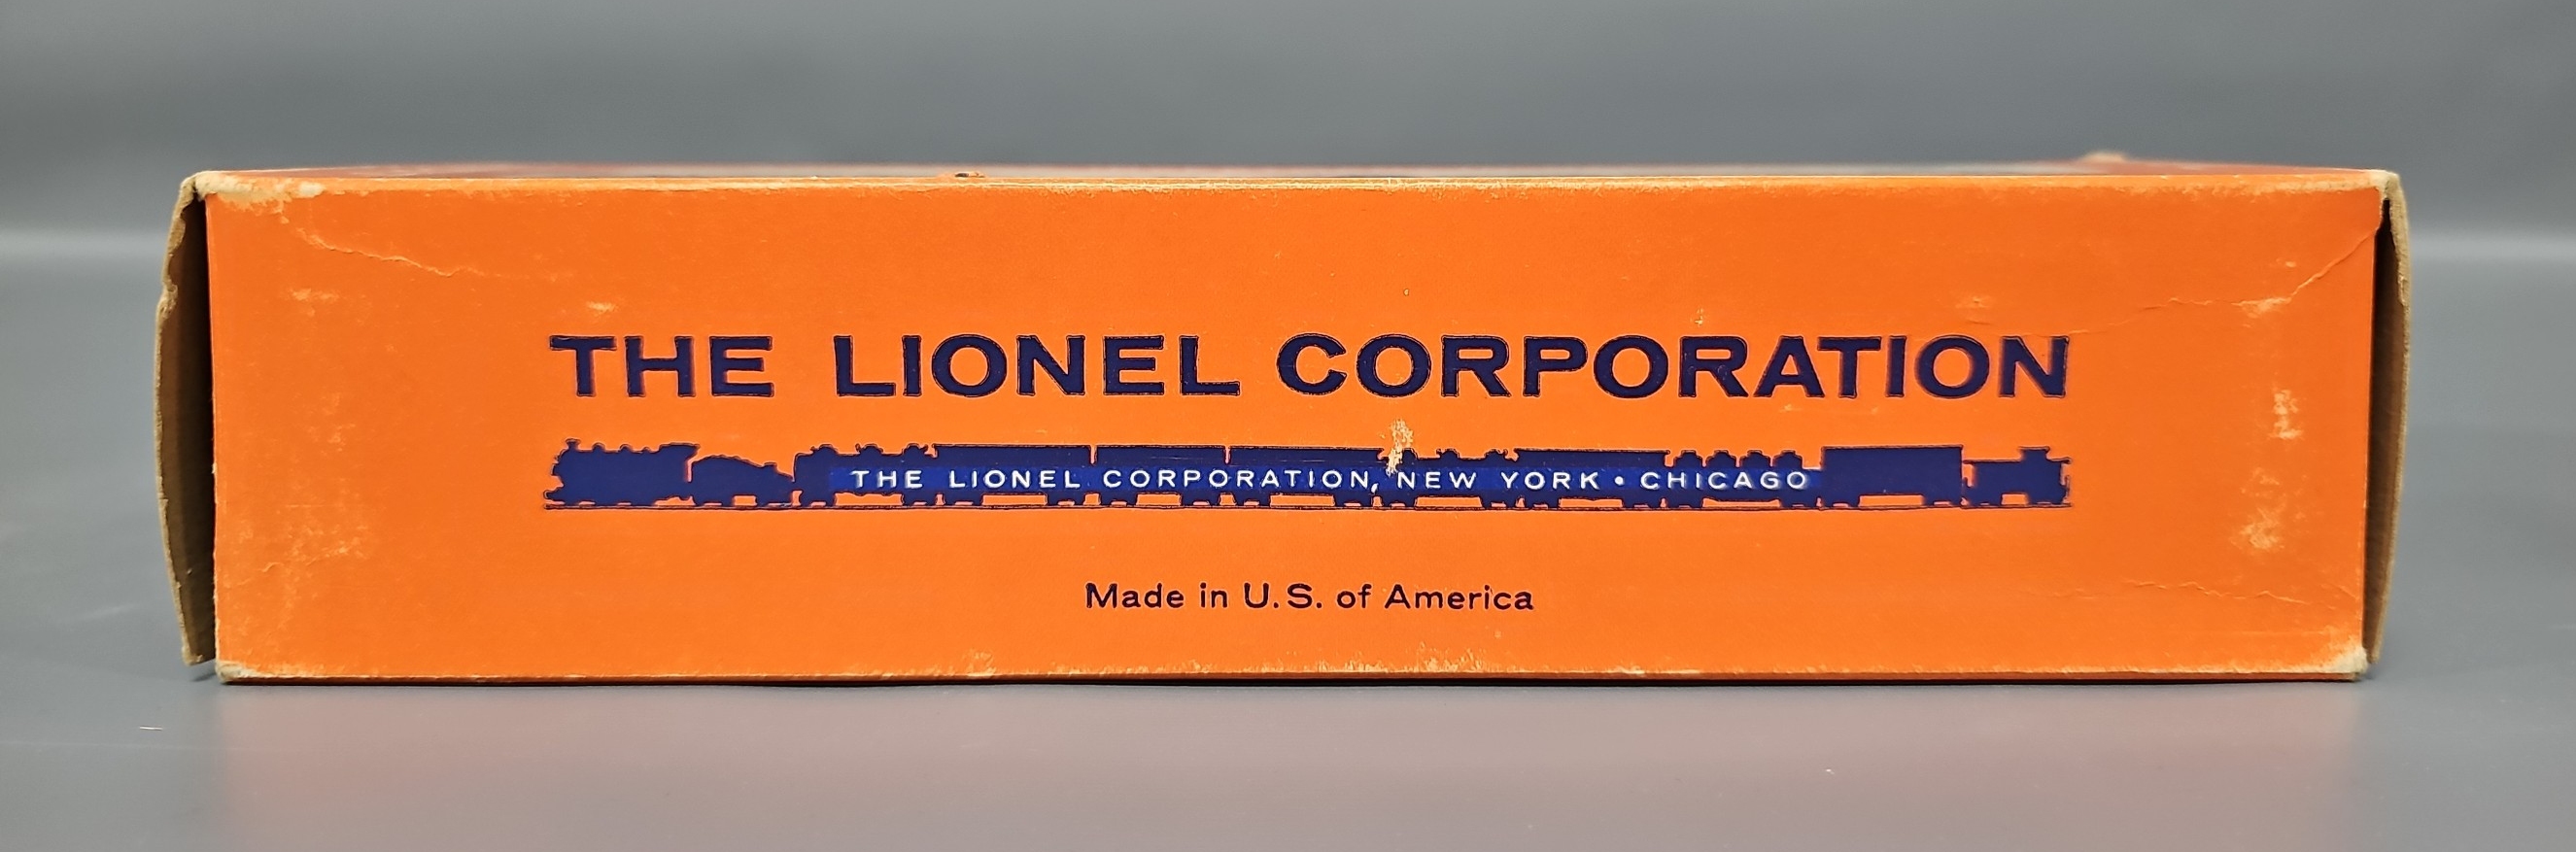 THE LIONEL CORPORATION
THE LIONEL CORPORATION, NEW YORK • CHICAGO
Made in U.S. of America